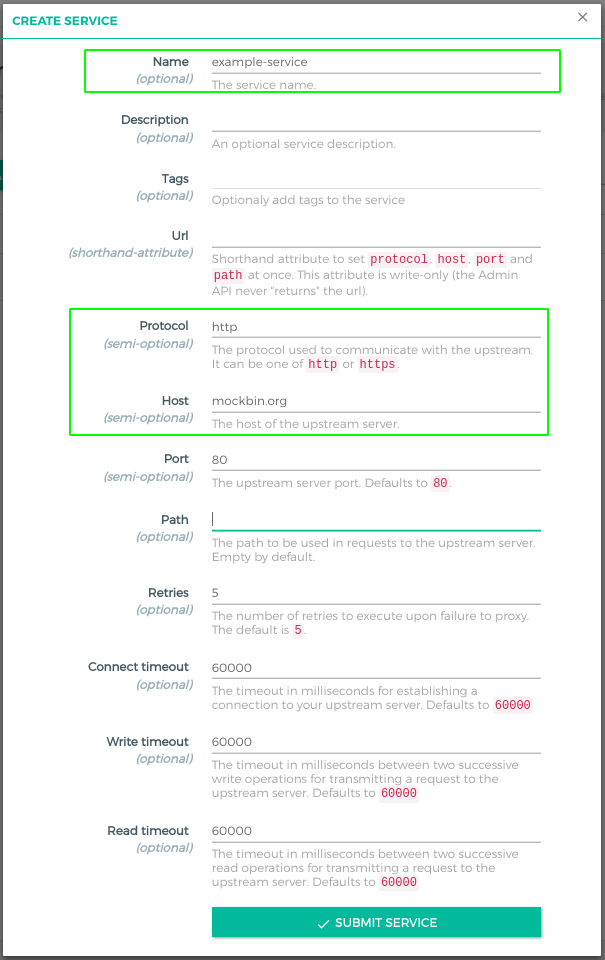 CREATE SERVICE ×
Name example-service
(optional) The service name.
Description
(optional) An optional service description.
Tags
(optional) Optionaly add tags to the service
Url
(shorthand-attribute) Shorthand attribute to set protocol, host, port and
path at once. This attribute is write-only (the Admin
API never "returns" the url).
Protocol http
(semi-optional) The protocol used to communicate with the upstream.
It can be one of http or https.
Host mockbin.org
(semi-optional) The host of the upstream server.
Port 80
(semi-optional) The upstream server port. Defaults to 80.
Path
(optional) The path to be used in requests to the upstream server.
Empty by default.
Retries 5
(optional) The number of retries to execute upon failure to proxy.
The default is 5.
Connect timeout 60000
(optional) The timeout in milliseconds for establishing a
connection to your upstream server. Defaults to 60000
Write timeout 60000
(optional) The timeout in milliseconds between two successive
write operations for transmitting a request to the
upstream server. Defaults to 60000
Read timeout 60000
(optional) The timeout in milliseconds between two successive
read operations for transmitting a request to the
upstream server. Defaults to 60000
✓ SUBMIT SERVICE